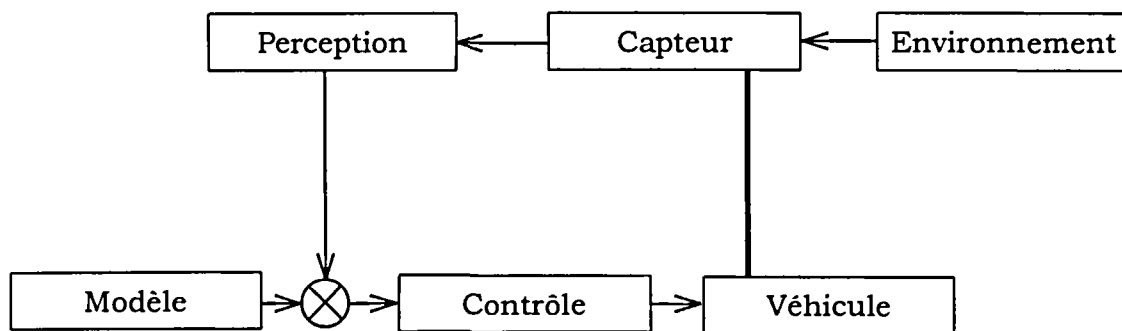 Perception
Capteur
Environnement
Modèle
Contrôle
Véhicule